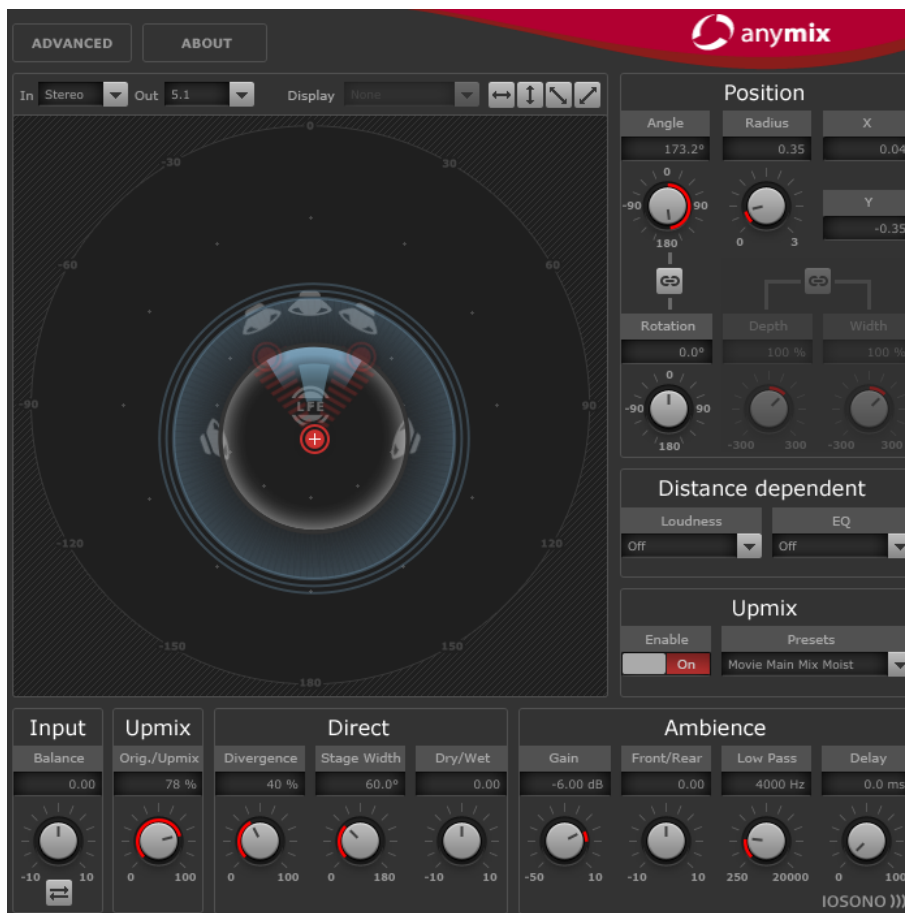 ADVANCED ABOUT anymix
In Stereo Out 5.1 Display None
Position
Angle Radius X
173.2° 0.35 0.04
0
-90 90
180 0 3
Y
-0.35
Rotation Depth Width
0.0° 100 % 100 %
0
-90 90
180 -300 300 -300 300
0
-30 30
-60 60
-90 90
-120 120
-150 150
180
LFE
Distance dependent
Loudness EQ
Off Off
Upmix
Enable Presets
On Movie Main Mix Moist
Input
Balance
0.00
-10 10
Upmix
Orig./Upmix
78 %
0 100
Direct
Divergence Stage Width Dry/Wet
40 % 60.0° 0.00
0 100 0 180 -10 10
Ambience
Gain Front/Rear Low Pass Delay
-6.00 dB 0.00 4000 Hz 0.0 ms
-50 10 -10 10 250 20000 0 100
IOSONO